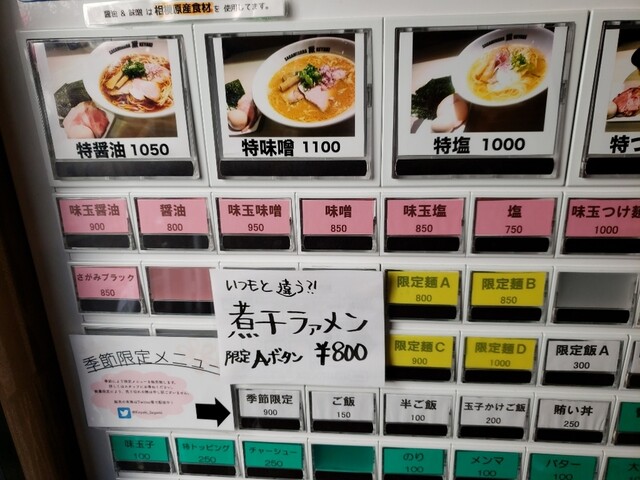 醤油 & 味噌 は 相模原産食材 を 使用してます。
特醤油 1050
特味噌 1100
特塩 1000
特つ
味玉醤油 900
醤油 800
味玉味噌 950
味噌 850
味玉塩 850
塩 750
味玉つけ麺 1000
さがみブラック 850
いつもと違う?!
煮干ラァメン
限定Aボタン ¥800
限定麺A 800
限定麺B 850
季節限定メニュー
限定麺C 900
限定麺D 1000
限定飯A 300
季節限定 900
ご飯 150
半ご飯 100
玉子かけご飯 200
賄い丼 250
味玉子 100
特トッピング 250
チャーシュー 250
のり 100
メンマ 100
バター 100